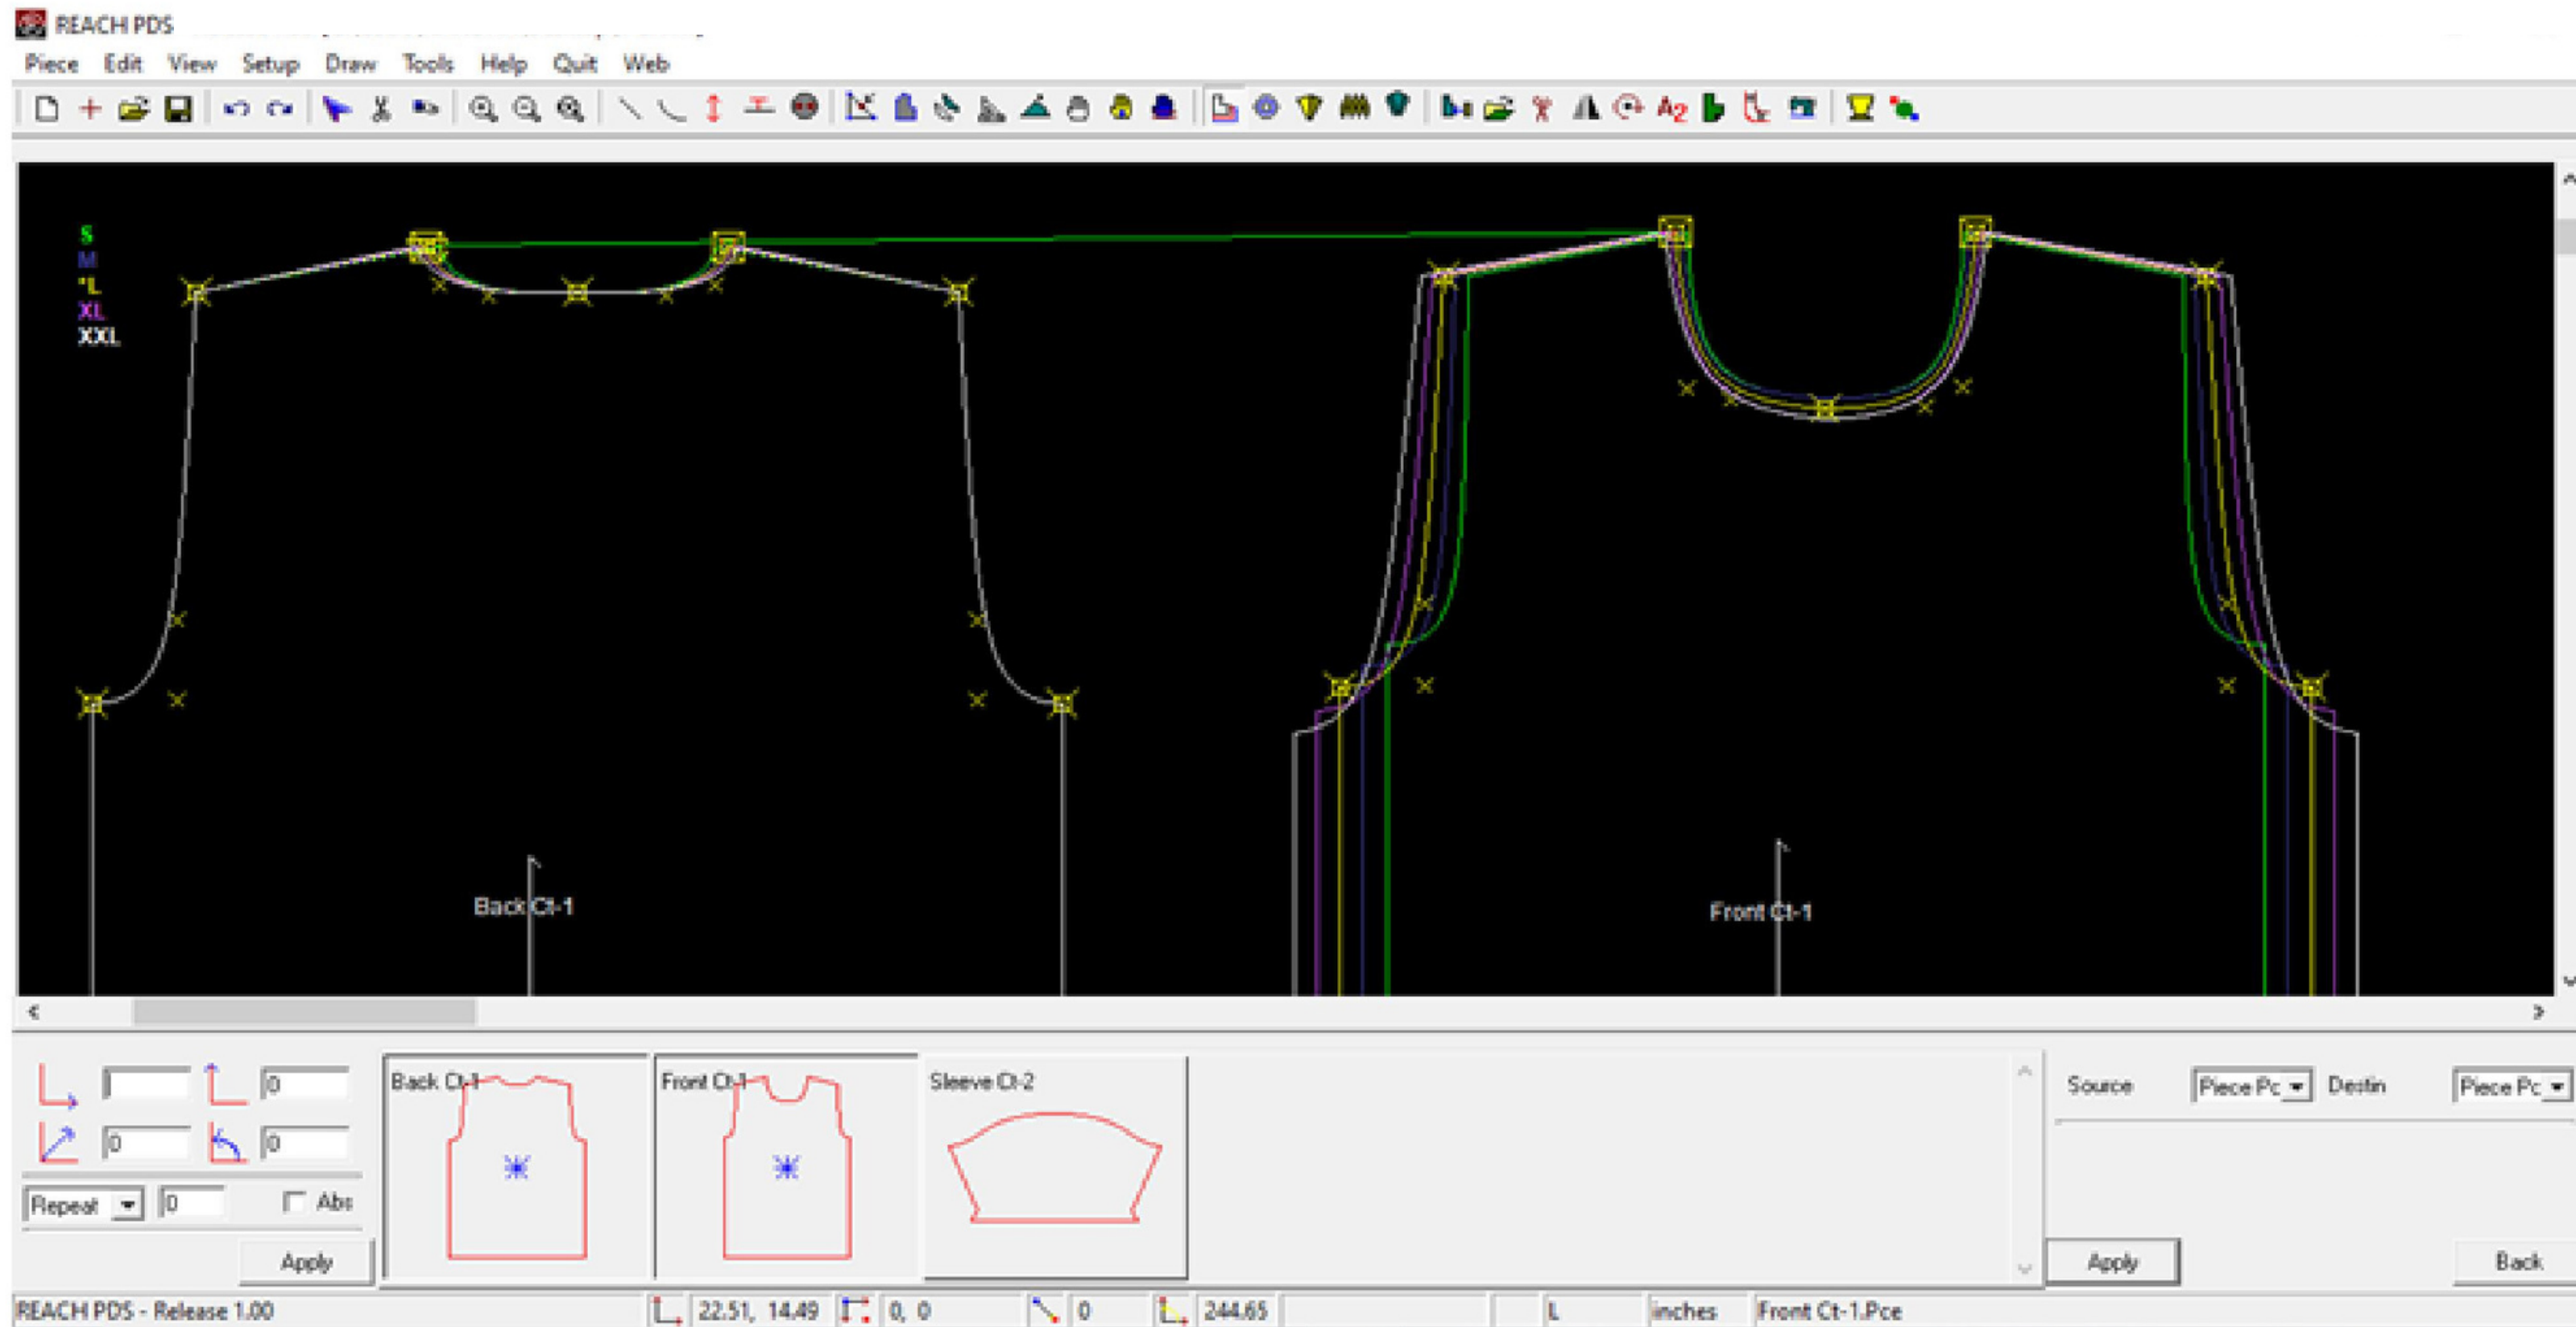 REACH PDS
Piece Edit View Setup Draw Tools Help Quit Web
A2
S
M
*L
XL
XXL
Back Ct-1
Front Ct-1
0
Back Ct-1
Front Ct-1
Sleeve Ct-2
Source Piece Pc Destin Piece Pc
0 0
Repeat 0 Abs
Apply
Apply
Back
REACH PDS - Release 1.00 22.51, 14.49 0, 0 0 244.65 L inches Front Ct-1.Pce